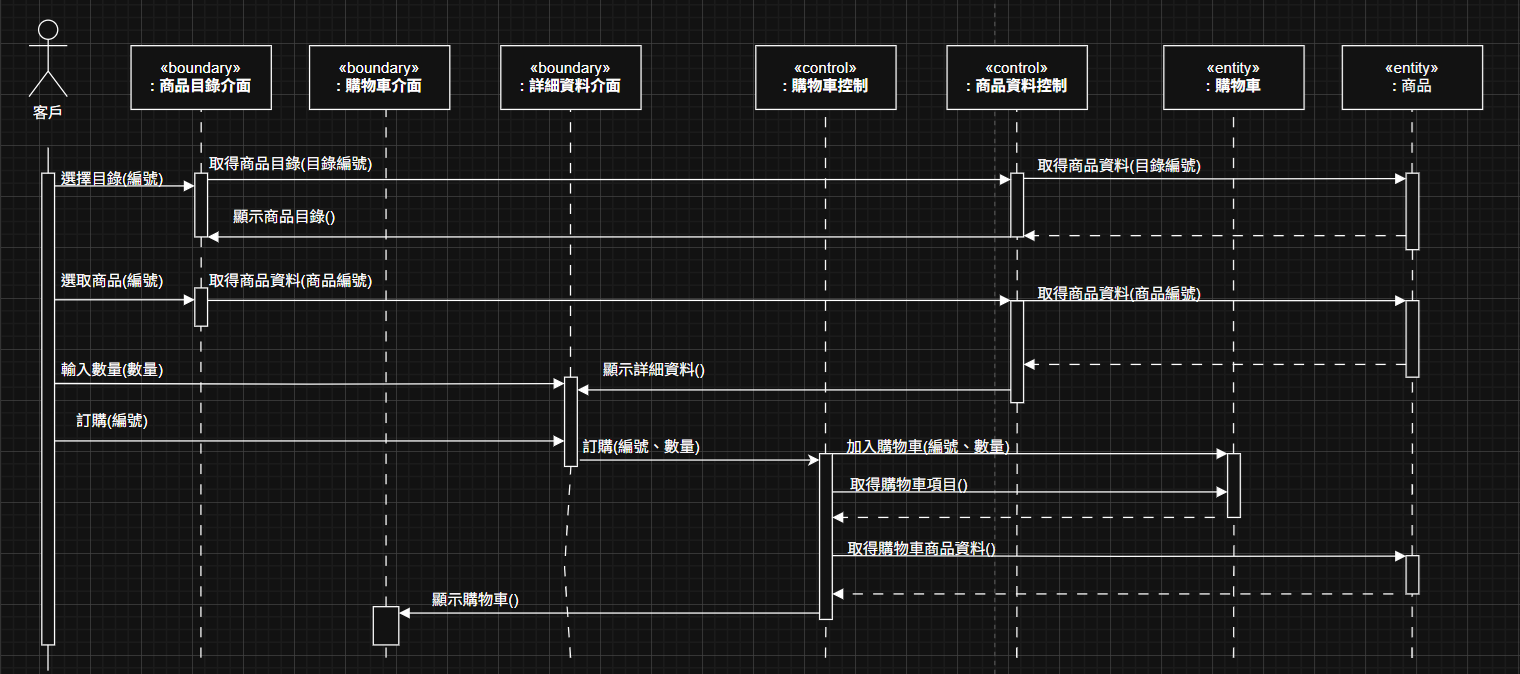 客戶
«boundary»
: 商品目錄介面
«boundary»
: 購物車介面
«boundary»
: 詳細資料介面
«control»
: 購物車控制
«control»
: 商品資料控制
«entity»
: 購物車
«entity»
: 商品
選擇目錄(編號)
取得商品目錄(目錄編號)
取得商品資料(目錄編號)
顯示商品目錄()
選取商品(編號)
取得商品資料(商品編號)
取得商品資料(商品編號)
輸入數量(數量)
顯示詳細資料()
訂購(編號)
訂購(編號、數量)
加入購物車(編號、數量)
取得購物車項目()
取得購物車商品資料()
顯示購物車()